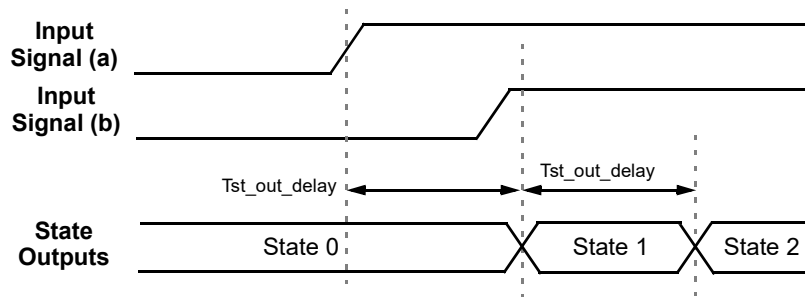 Input
Signal (a)
Input
Signal (b)
Tst_out_delay
Tst_out_delay
State
Outputs
State 0
State 1
State 2